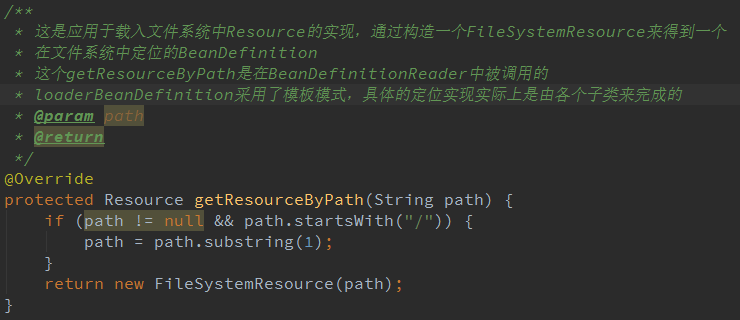 /**
 * 这是应用于载入文件系统中Resource的实现，通过构造一个FileSystemResource来得到一个
 * 在文件系统中定位的BeanDefinition
 * 这个getResourceByPath是在BeanDefinitionReader中被调用的
 * loaderBeanDefinition采用了模板模式，具体的定位实现实际上是由各个子类来完成的
 * @param path
 * @return
 */
@Override
protected Resource getResourceByPath(String path) {
    if (path != null && path.startsWith("/")) {
        path = path.substring(1);
    }
    return new FileSystemResource(path);
}